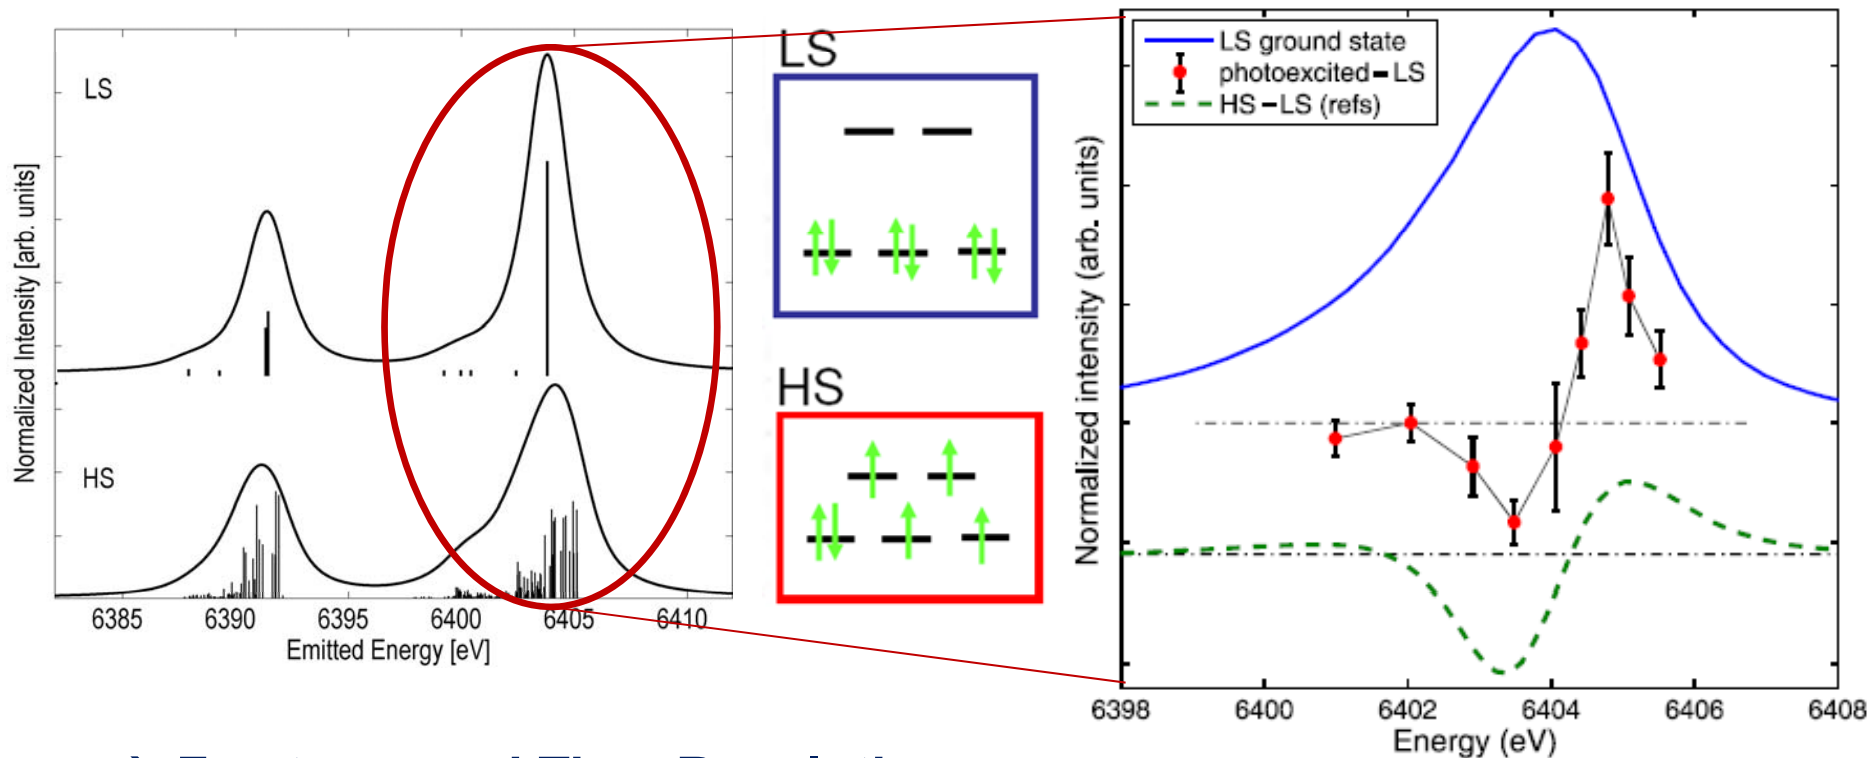 LS
HS
Normalized Intensity [arb. units]
6385 6390 6395 6400 6405 6410
Emitted Energy [eV]
LS
HS
LS ground state
photoexcited-LS
HS-LS (refs)
Normalized intensity (arb. units)
6398 6400 6402 6404 6406 6408
Energy (eV)